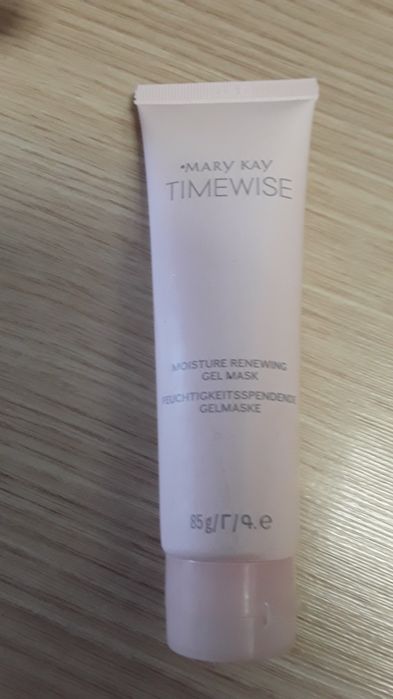 •MARY KAY
TIMEWISE
MOISTURE RENEWING
GEL MASK
FEUCHTIGKEITSSPENDENDE
GELMASKE
85g/Г/Գ. ℮